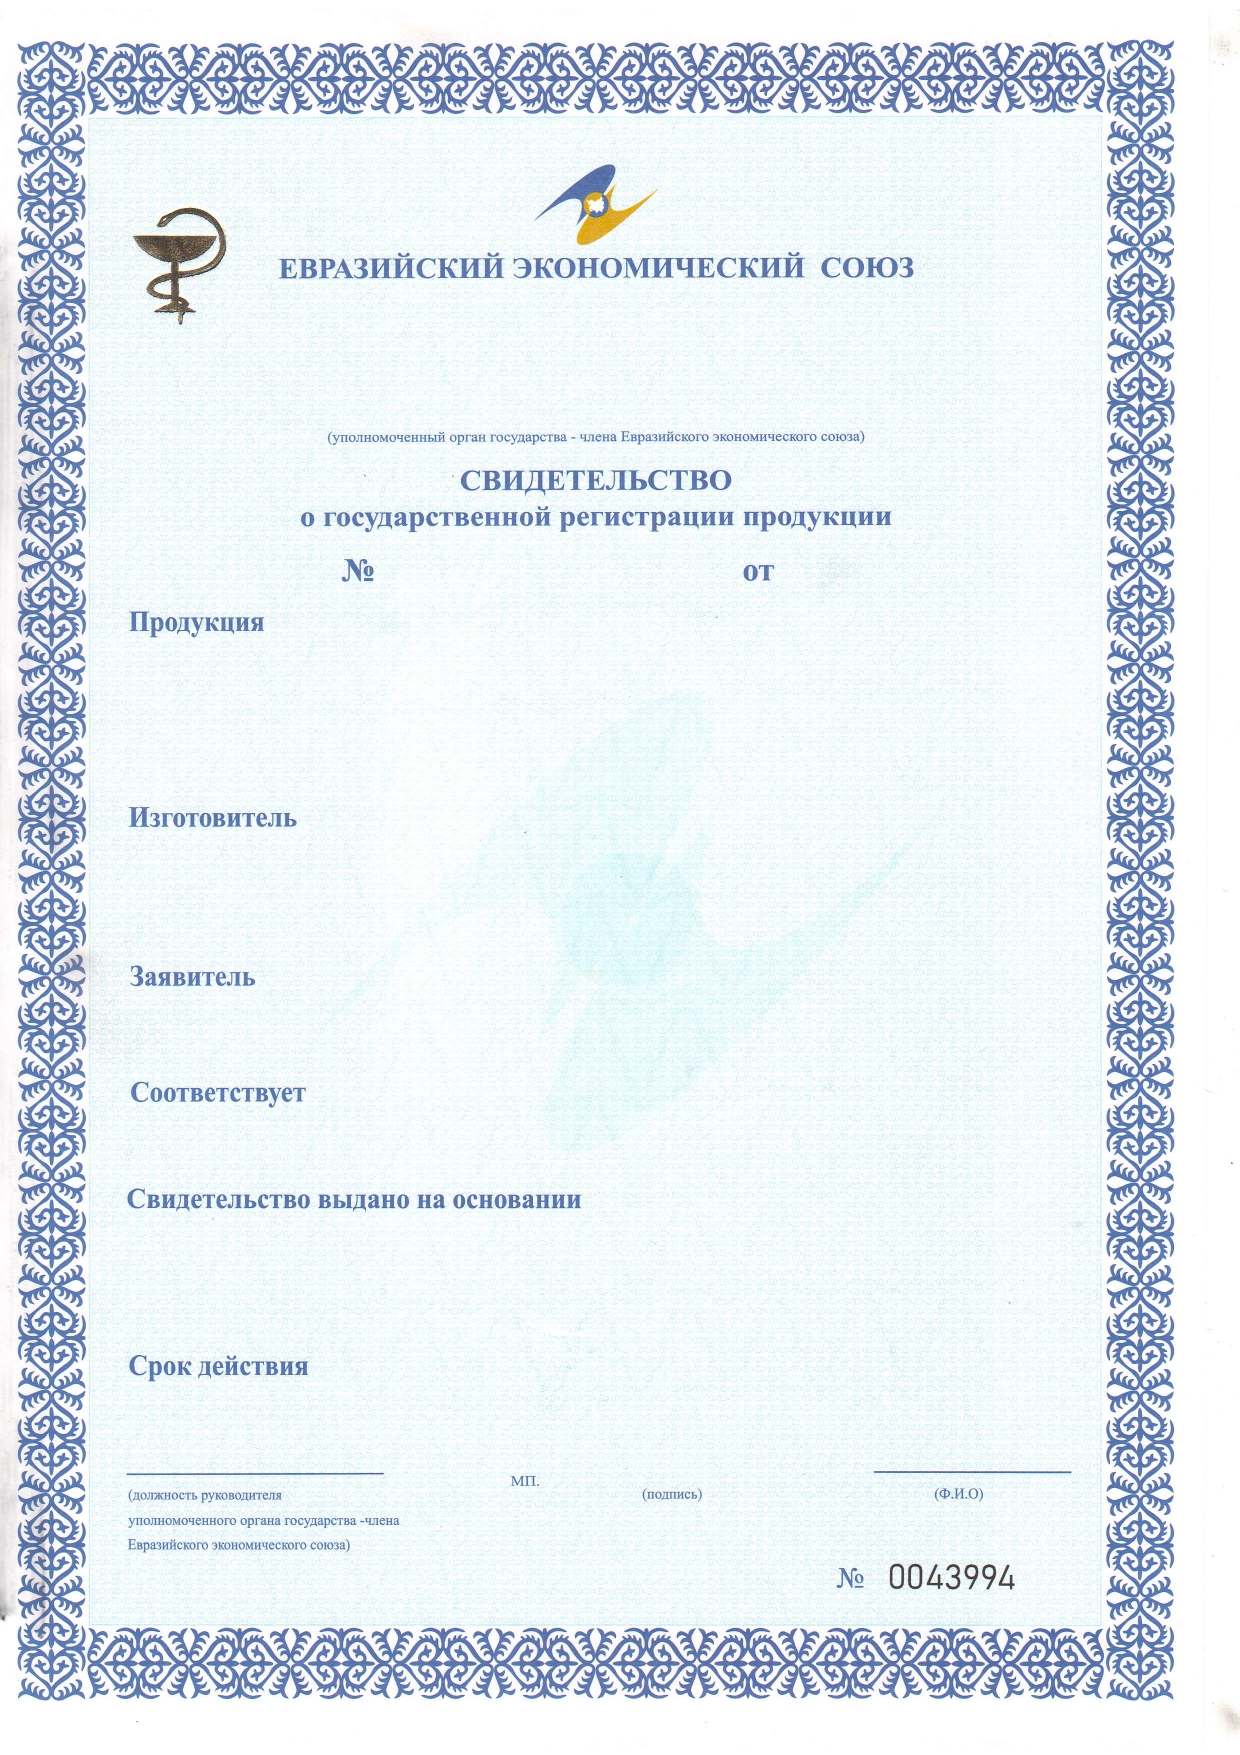 ЕВРАЗИЙСКИЙ ЭКОНОМИЧЕСКИЙ СОЮЗ
(уполномоченный орган государства - члена Евразийского экономического союза)
СВИДЕТЕЛЬСТВО
о государственной регистрации продукции
№ от
Продукция
Изготовитель
Заявитель
Соответствует
Свидетельство выдано на основании
Срок действия
МП.
(должность руководителя (подпись) (Ф.И.О)
уполномоченного органа государства -члена
Евразийского экономического союза)
№ 0043994